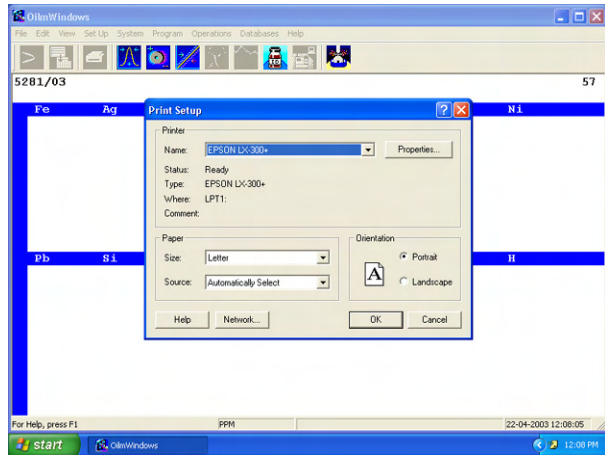 OilmWindows
File Edit View Set Up System Program Operations Databases Help
5281/03 57
Fe Ag Ni
Print Setup
Printer
Name: EPSON LX-300+ Properties...
Status: Ready
Type: EPSON LX-300+
Where: LPT1:
Comment:
Pb Si H
Paper Orientation
Size: Letter Portrait
A
Source: Automatically Select Landscape
Help Network... OK Cancel
For Help, press F1 PPM 22-04-2003 12:08:05
start OilmWindows 12:08 PM